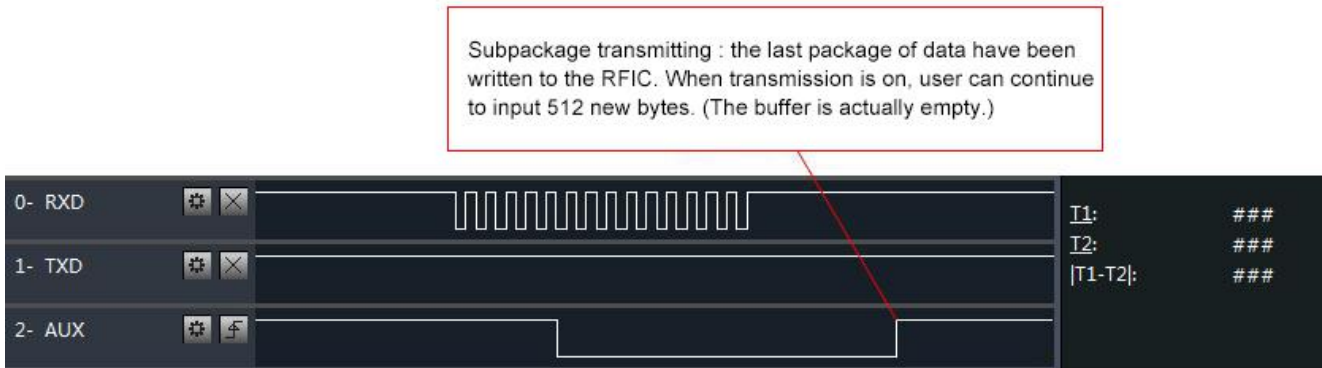 Subpackage transmitting : the last package of data have been
written to the RFIC. When transmission is on, user can continue
to input 512 new bytes. (The buffer is actually empty.)
0- RXD
1- TXD
2- AUX
T1: ###
T2: ###
|T1-T2|: ###